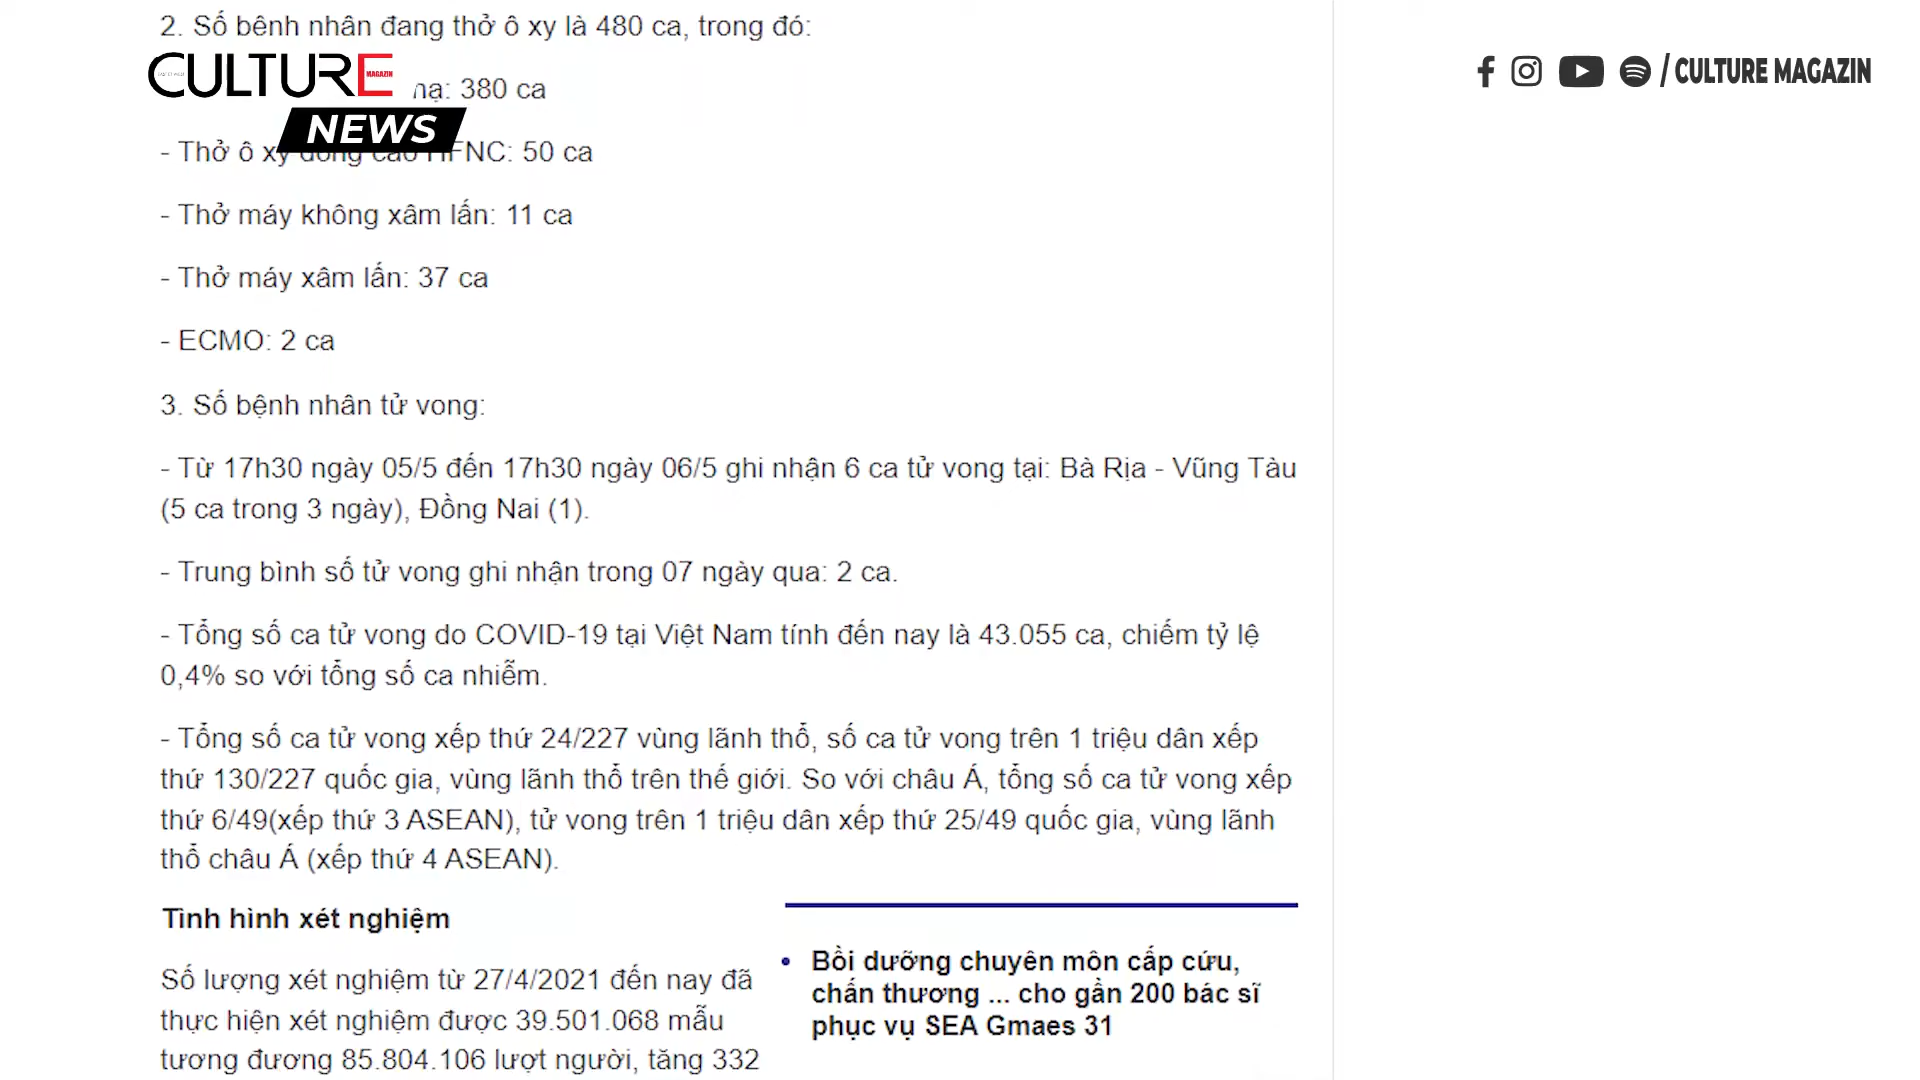 2. Số bênh nhân đang thở ô xy là 480 ca, trong đó:
CULTURE
MAGAZIN
NEWS
/ CULTURE MAGAZIN
nạ: 380 ca
- Thở ô xy dòng cao HFNC: 50 ca
- Thở máy không xâm lấn: 11 ca
- Thở máy xâm lấn: 37 ca
- ECMO: 2 ca
3. Số bệnh nhân tử vong:
- Từ 17h30 ngày 05/5 đến 17h30 ngày 06/5 ghi nhận 6 ca tử vong tại: Bà Rịa - Vũng Tàu
(5 ca trong 3 ngày), Đồng Nai (1).
- Trung bình số tử vong ghi nhận trong 07 ngày qua: 2 ca.
- Tổng số ca tử vong do COVID-19 tại Việt Nam tính đến nay là 43.055 ca, chiếm tỷ lệ
0,4% so với tổng số ca nhiễm.
- Tổng số ca tử vong xếp thứ 24/227 vùng lãnh thổ, số ca tử vong trên 1 triệu dân xếp
thứ 130/227 quốc gia, vùng lãnh thổ trên thế giới. So với châu Á, tổng số ca tử vong xếp
thứ 6/49(xếp thứ 3 ASEAN), tử vong trên 1 triệu dân xếp thứ 25/49 quốc gia, vùng lãnh
thổ châu Á (xếp thứ 4 ASEAN).
Tình hình xét nghiệm
Số lượng xét nghiệm từ 27/4/2021 đến nay đã
thực hiện xét nghiệm được 39.501.068 mẫu
tương đương 85.804.106 lượt người, tăng 332
• Bồi dưỡng chuyên môn cấp cứu,
chấn thương ... cho gần 200 bác sĩ
phục vụ SEA Gmaes 31